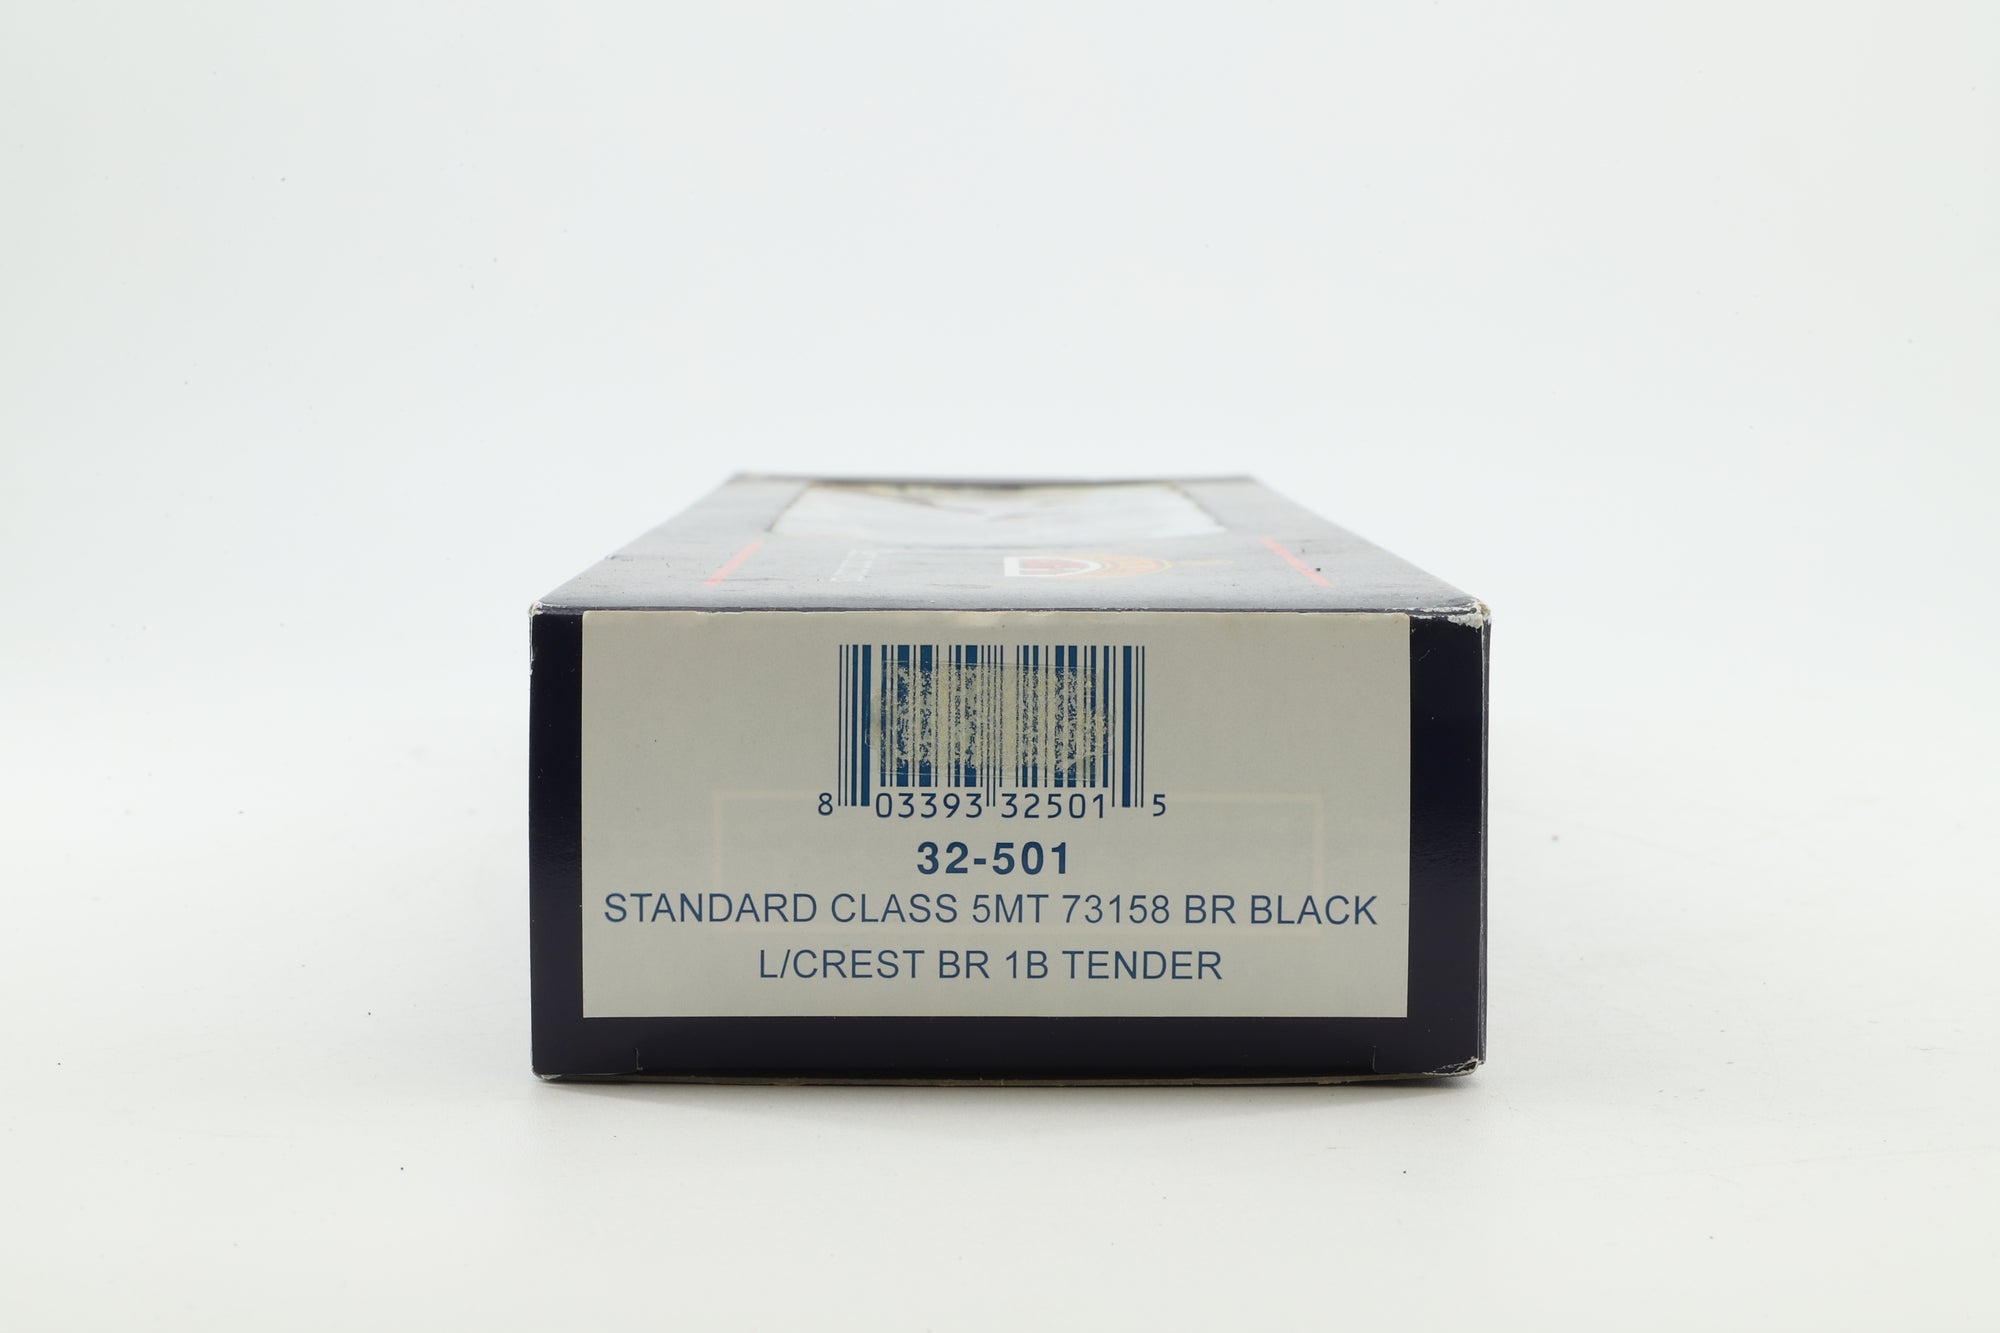 8 03393 32501 5
32-501
STANDARD CLASS 5MT 73158 BR BLACK
L/CREST BR 1B TENDER